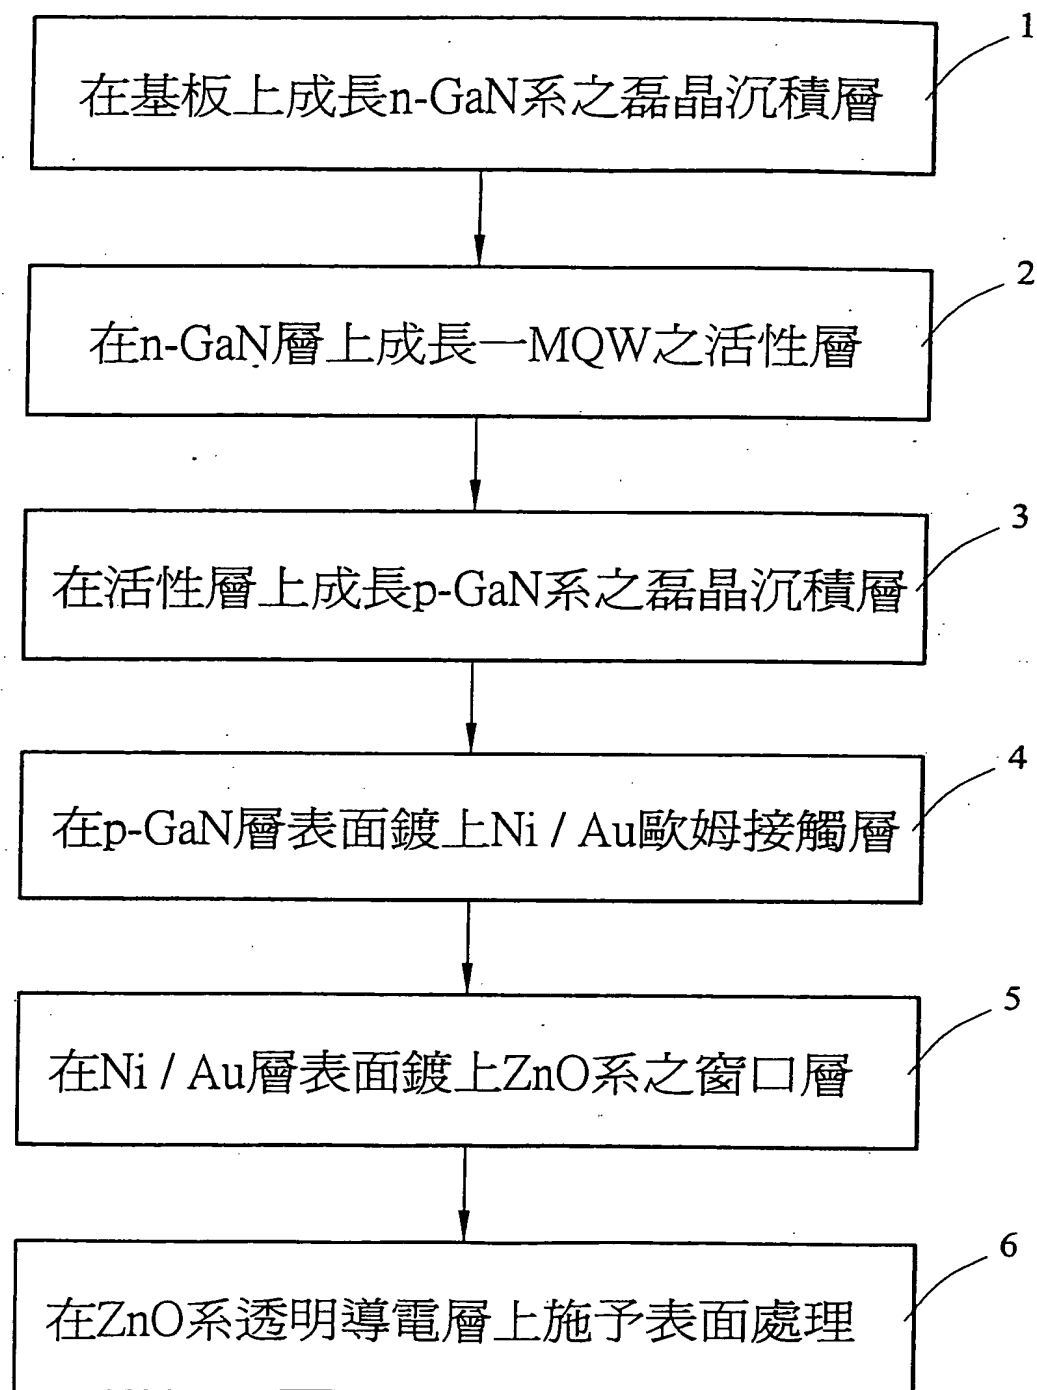 1
在基板上成長n-GaN系之磊晶沉積層
2
在n-GaN層上成長一MQW之活性層
3
在活性層上成長p-GaN系之磊晶沉積層
4
在p-GaN層表面鍍上Ni / Au歐姆接觸層
5
在Ni / Au層表面鍍上ZnO系之窗口層
6
在ZnO系透明導電層上施予表面處理